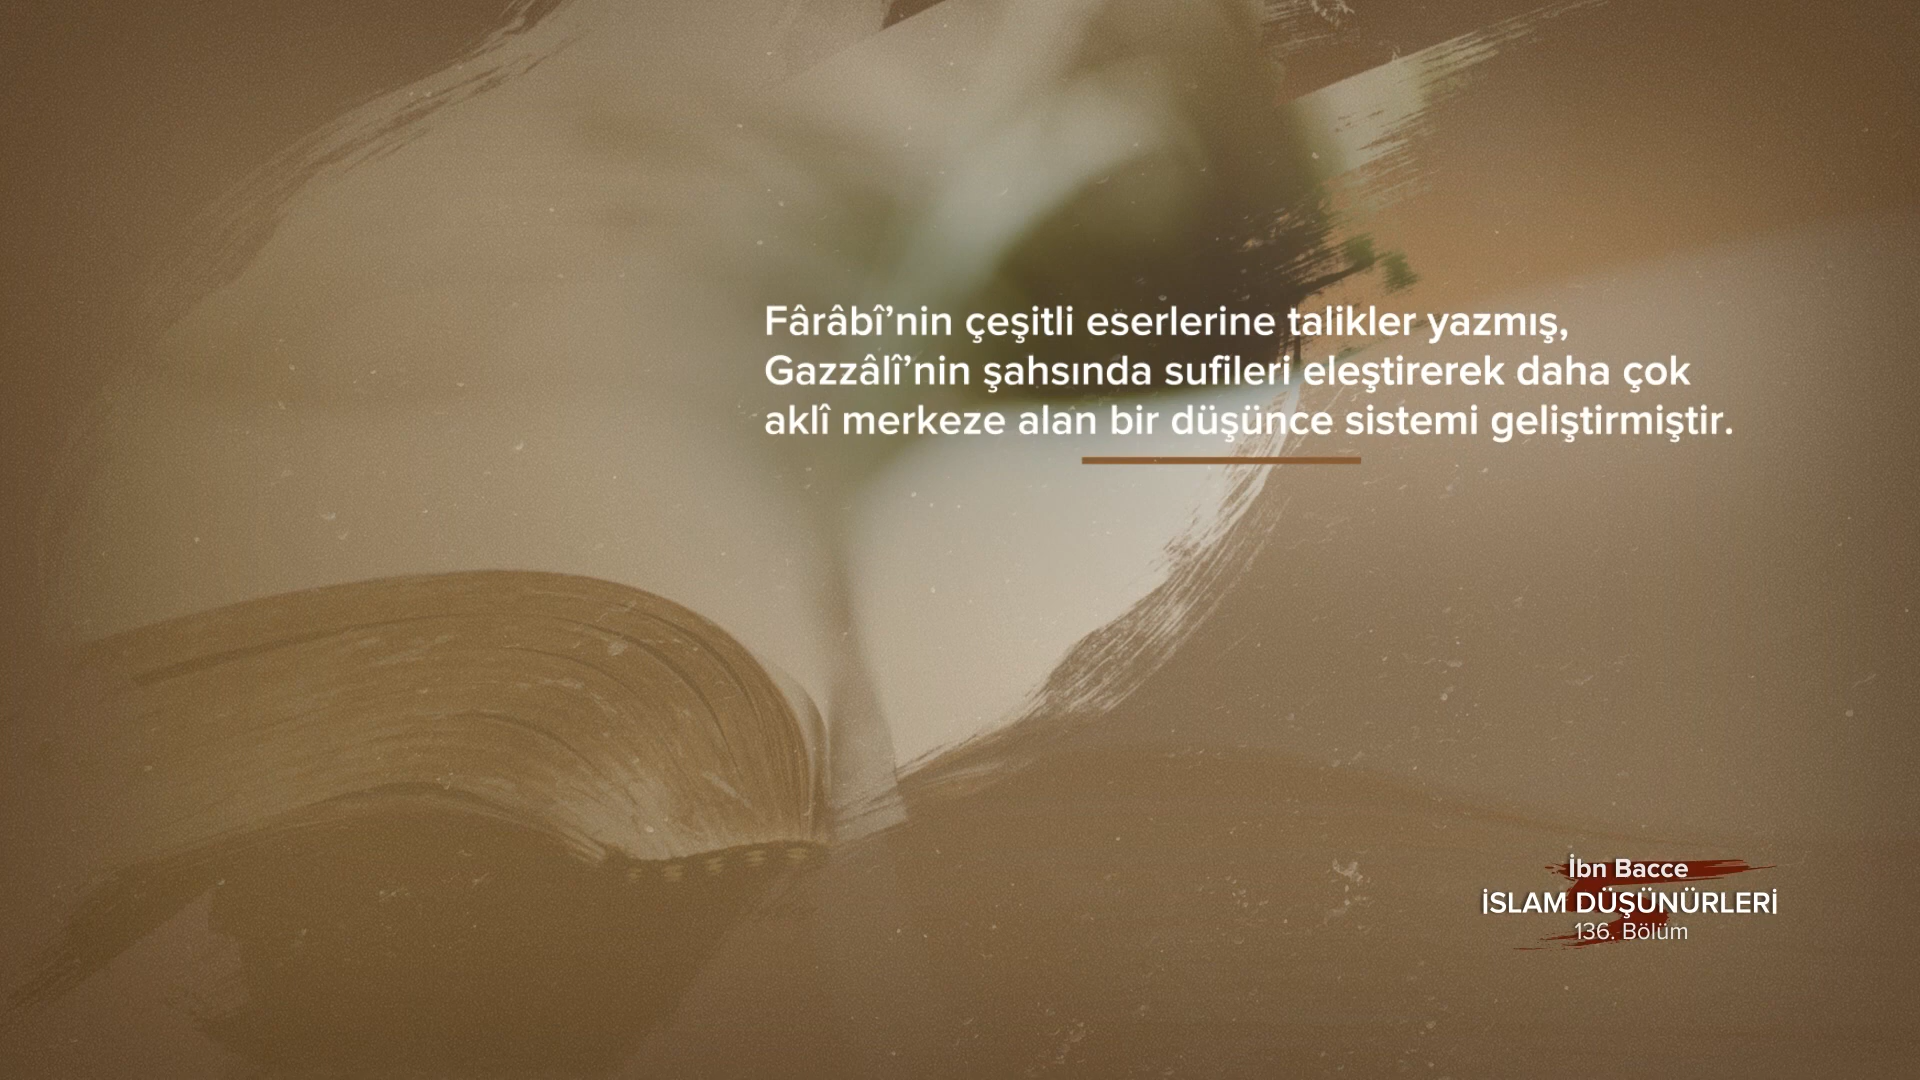 Fârâbî’nin çeşitli eserlerine talikler yazmış,
Gazzâlî’nin şahsında sufileri eleştirerek daha çok
aklî merkeze alan bir düşünce sistemi geliştirmiştir.
İbn Bacce
İSLAM DÜŞÜNÜRLERİ
136. Bölüm